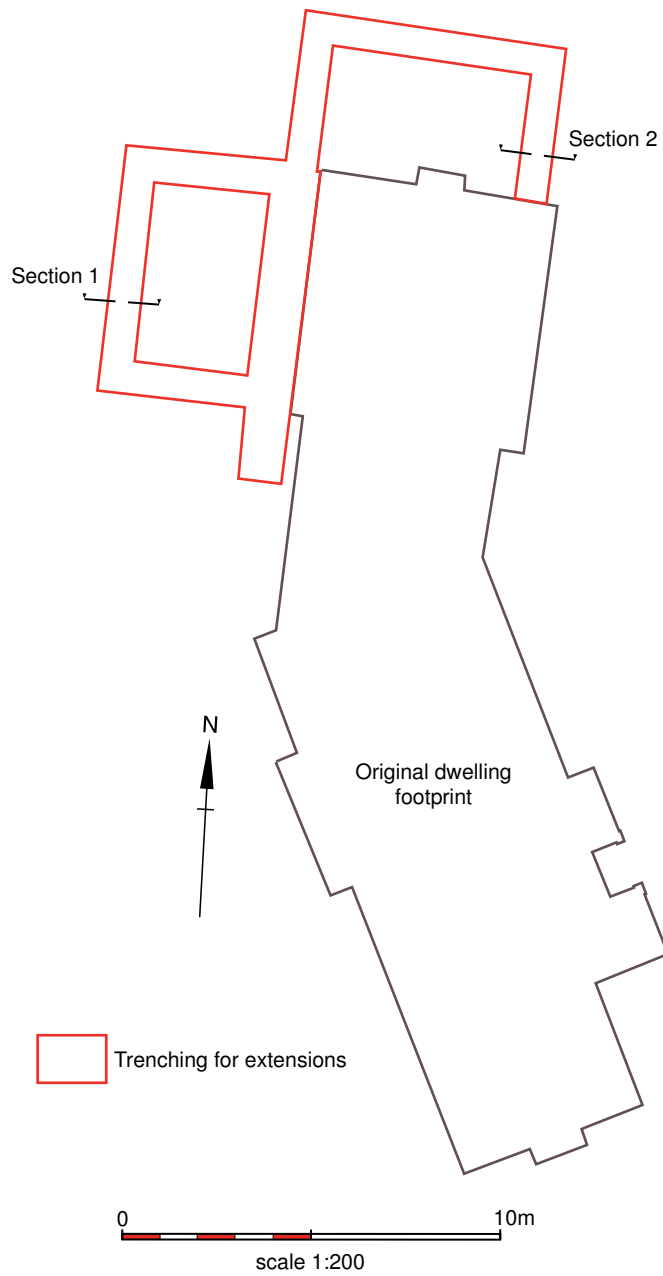 Section 2
Section 1
N
Original dwelling
footprint
Trenching for extensions
0
10m
scale 1:200